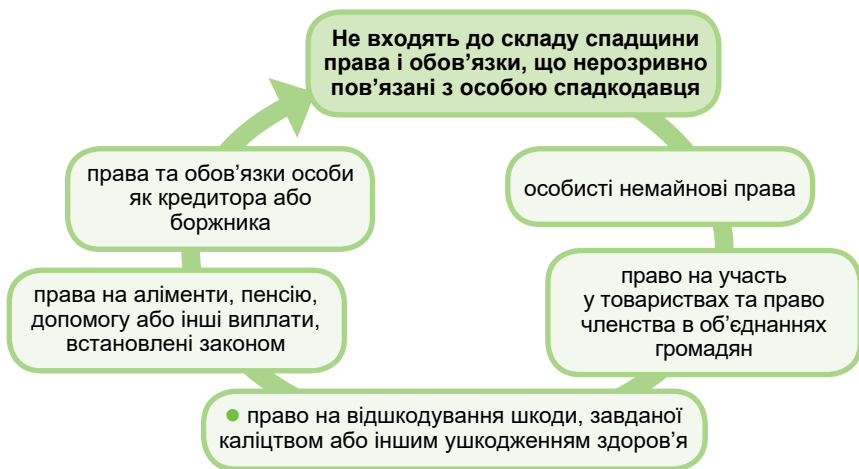 Не входять до складу спадщини
права і обов’язки, що нерозривно
пов’язані з особою спадкодавця
особисті немайнові права
право на участь
у товариствах та право
членства в об’єднаннях
громадян
● право на відшкодування шкоди, завданої
каліцтвом або іншим ушкодженням здоров’я
права на аліменти, пенсію,
допомогу або інші виплати,
встановлені законом
права та обов’язки особи
як кредитора або
боржника